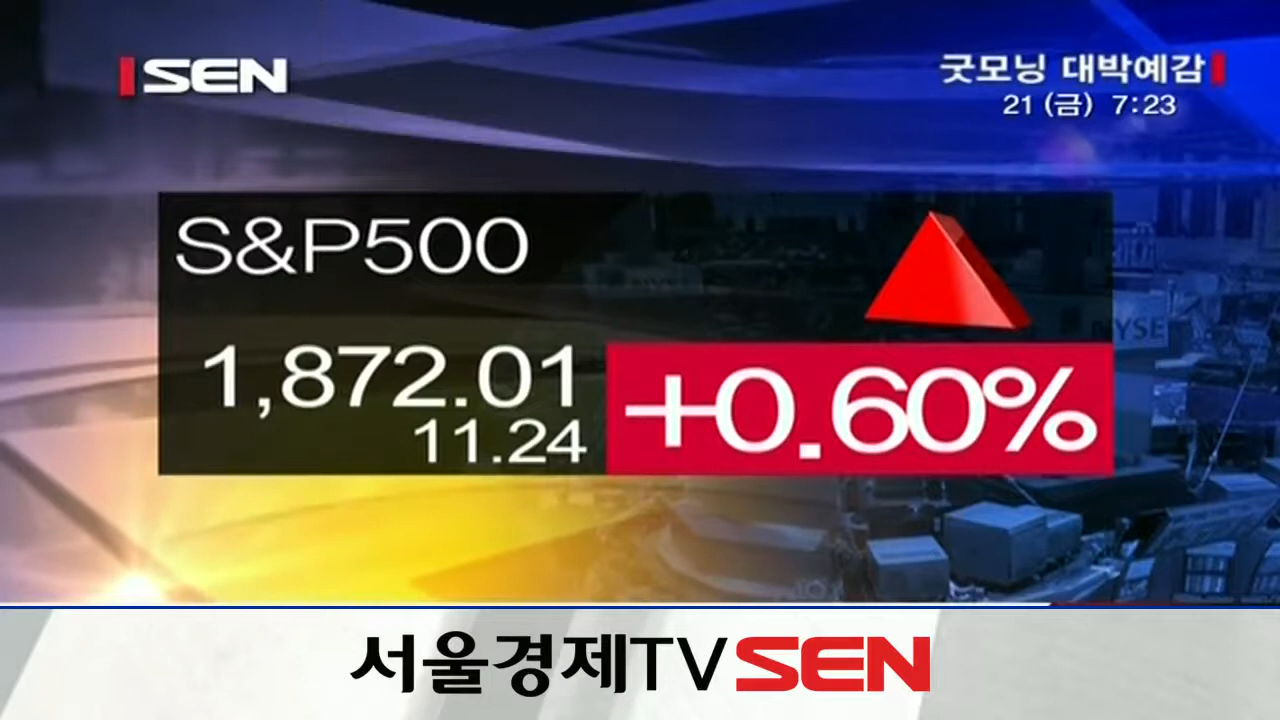 SEN
굿모닝 대박예감
21 (금) 7:23
S&P500
1,872.01
11.24
+0.60%
NYSE
서울경제TV SEN